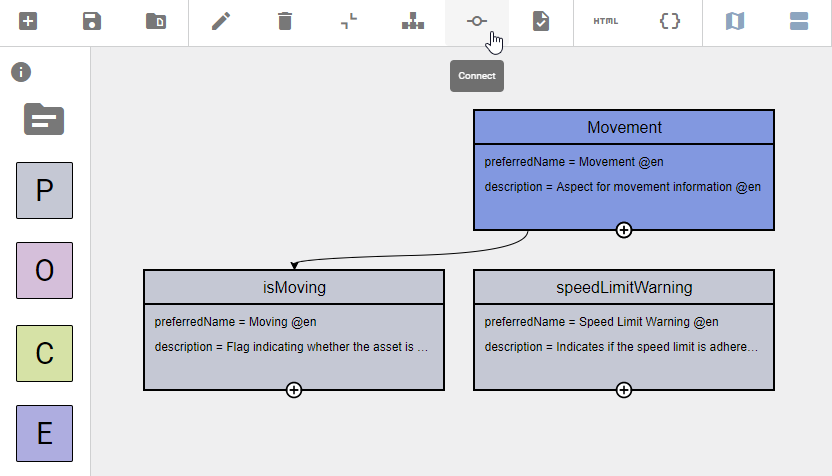 HTML
Connect
Movement
preferredName = Movement @en
description = Aspect for movement information @en
P
O
C
E
isMoving
preferredName = Moving @en
description = Flag indicating whether the asset is ...
speedLimitWarning
preferredName = Speed Limit Warning @en
description = Indicates if the speed limit is adhere...